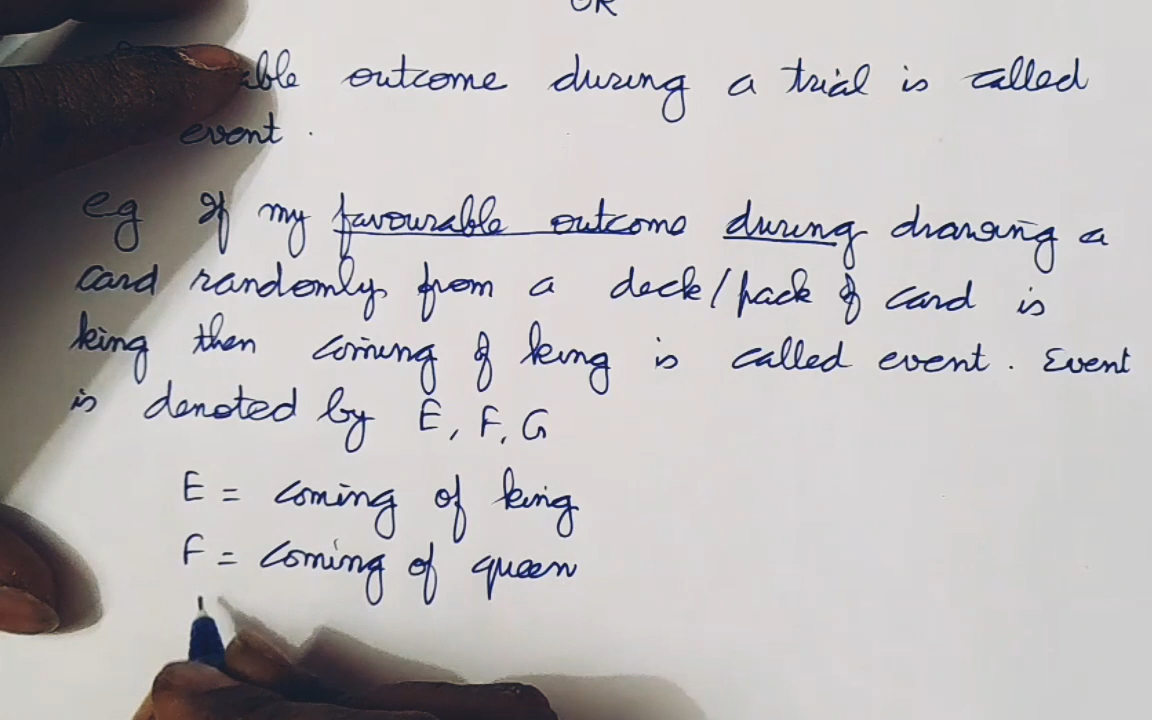 OR
outcome during a trial is called
event.
eg If my favourable outcome during drawing a
card randomly from a deck/pack of card is
king then coming of king is called event. Event
is denoted by E, F, G
E = coming of king
F = coming of queen